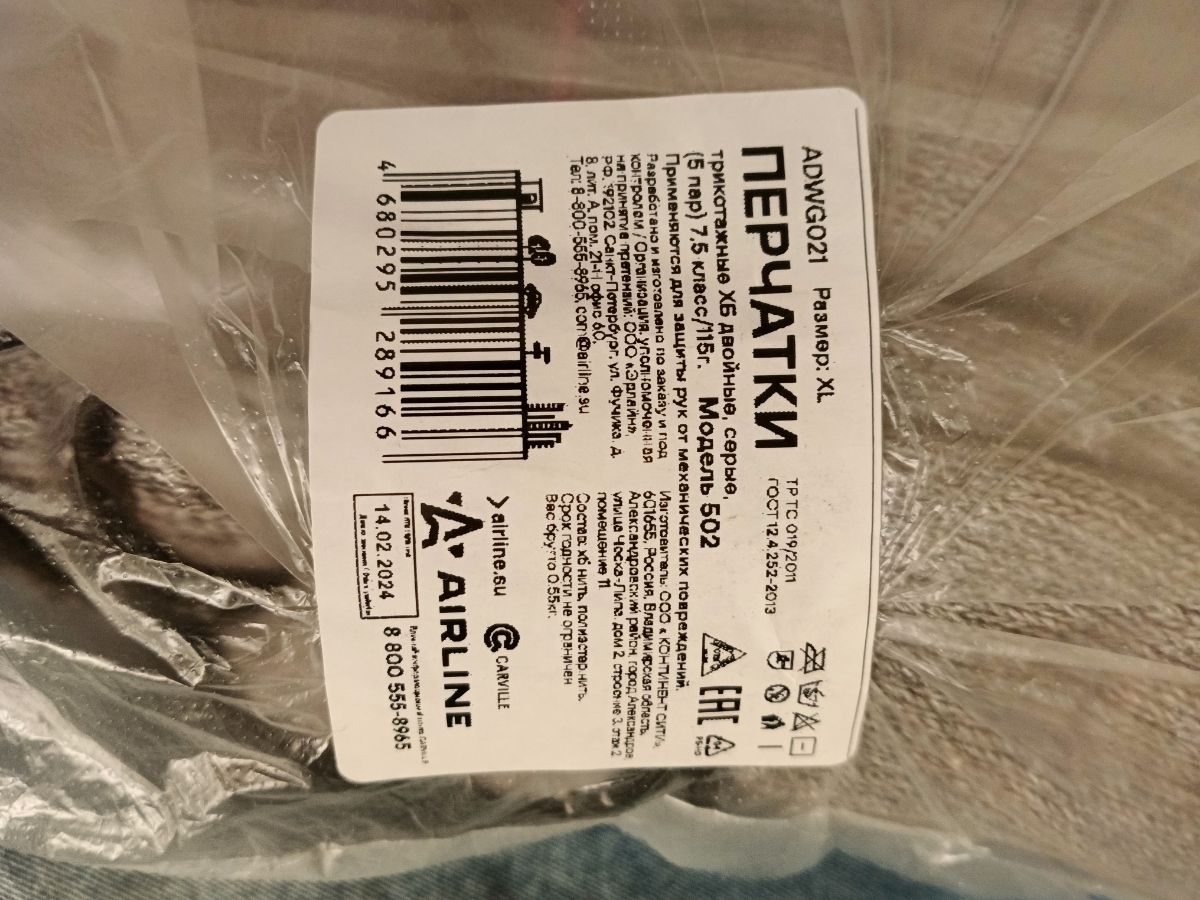 ADWG021 Размер: XL
ПЕРЧАТКИ
ТР ТС 019/2011
ГОСТ 12.4.252-2013
трикотажные ХБ двойные, серые,
(5 пар) 7,5 класс/115г. Модель 502
Применяются для защиты рук от механических повреждений.
EAC
Разработано и изготовлено по заказу и под
контролем / Организация, уполномоченная
на принятие претензий: ООО «Эрлайн»,
РФ, 192102, Санкт-Петербург, ул. Фучика, д.
8, лит. А, пом. 21-Н офис 60,
Тел: 8-800-555-8965, com@airline.su
Изготовитель: ООО «КОНТИНЕНТ СИТИ»,
601655, Россия, Владимирская область,
Александровский район, город Александров
улица Ческа-Липа, дом 2, строение 3, этаж 2
помещение 11
Состав: хб нить, полиэстер нить.
Срок годности не ограничен
Вес брутто 0.55кг.
4 680295 289166
>airline.su
CARVILLE
AIRLINE
14.02.2024
8 800 555-8965